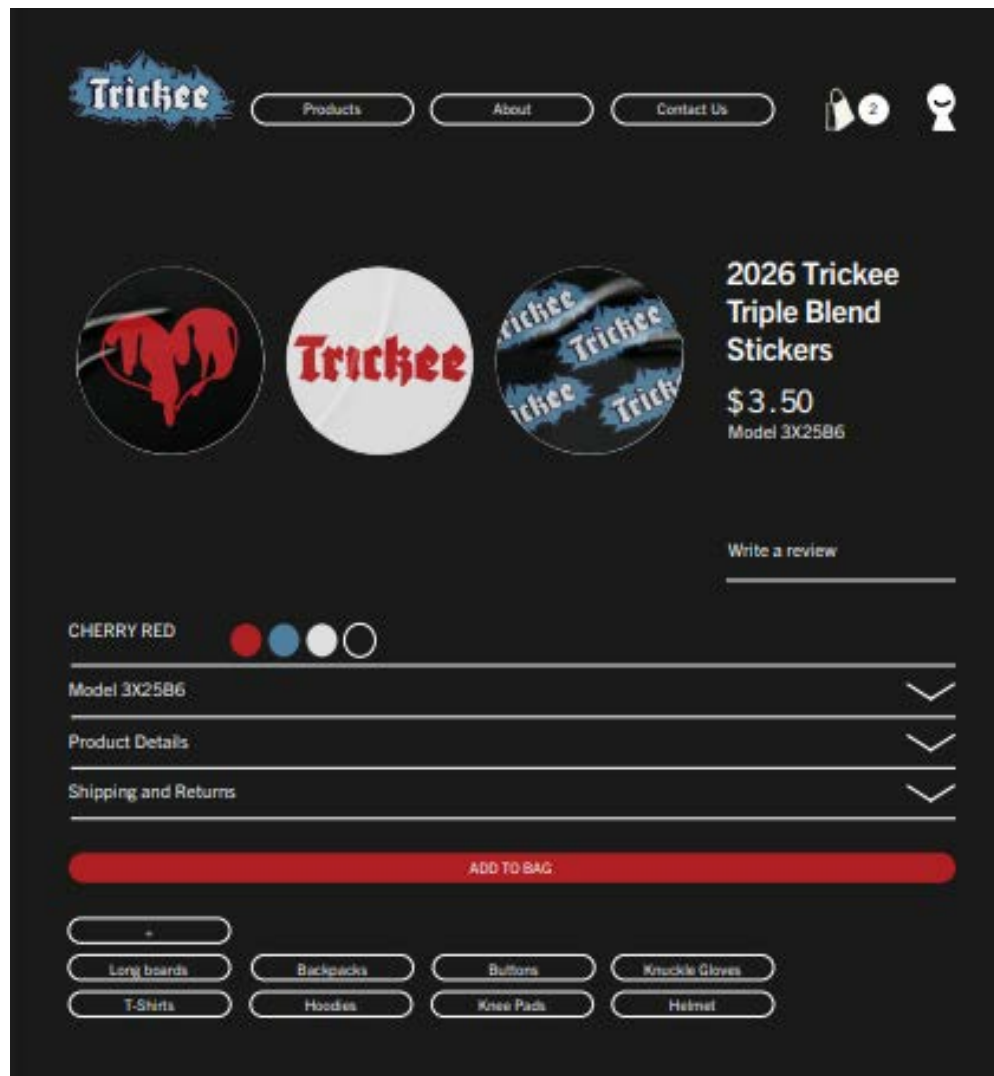 Trickee
Products
About
Contact Us
2
Trickee
Trickee
Trickee
2026 Trickee
Triple Blend
Stickers
$3.50
Model 3X25B6
Write a review
CHERRY RED
Model 3X25B6
Product Details
Shipping and Returns
ADD TO BAG
+
Long boards
Backpacks
Buttons
Knuckle Gloves
T-Shirts
Hoodies
Knee Pads
Helmet